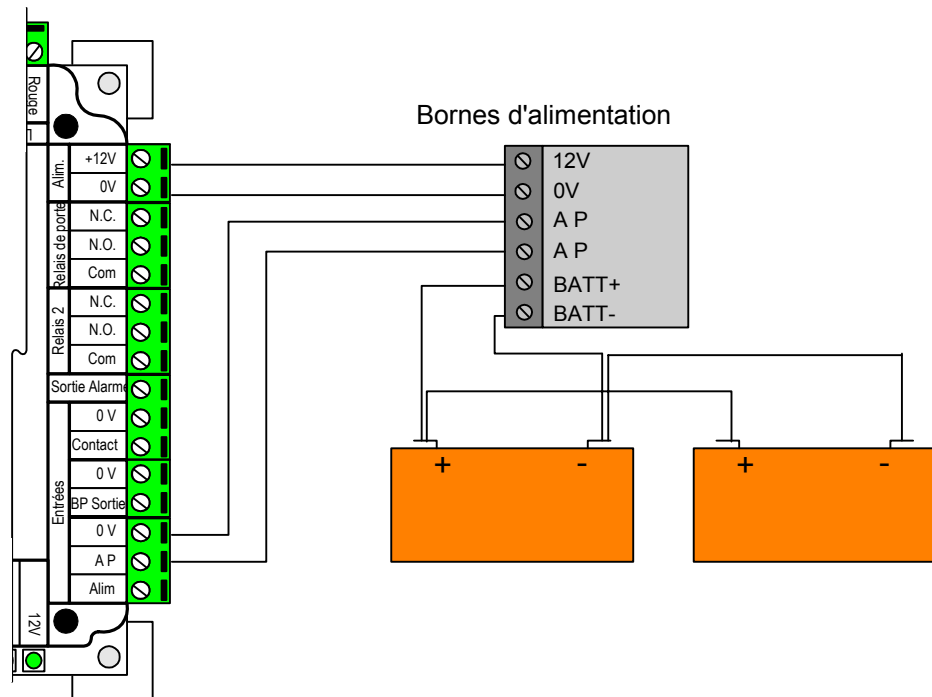 Rouge
Bornes d'alimentation
Alim.
+12V
0V
Relais de porte
N.C.
N.O.
Com
Relais 2
N.C.
N.O.
Com
Sortie Alarme
Entrées
0 V
Contact
0 V
BP Sortie
0 V
A P
Alim
12V
12V
0V
A P
A P
BATT+
BATT-
+ -
+ -